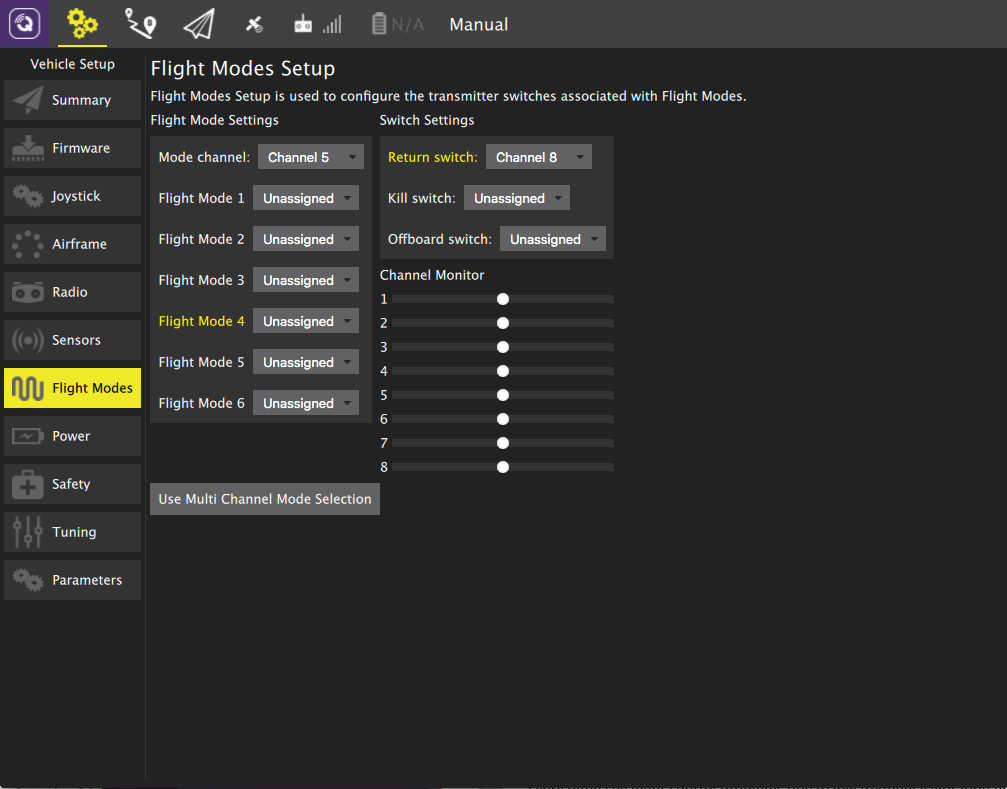 N/A Manual
Vehicle Setup
Summary
Firmware
Joystick
Airframe
Radio
Sensors
Flight Modes
Power
Safety
Tuning
Parameters
Flight Modes Setup
Flight Modes Setup is used to configure the transmitter switches associated with Flight Modes.
Flight Mode Settings
Mode channel: Channel 5
Flight Mode 1 Unassigned
Flight Mode 2 Unassigned
Flight Mode 3 Unassigned
Flight Mode 4 Unassigned
Flight Mode 5 Unassigned
Flight Mode 6 Unassigned
Switch Settings
Return switch: Channel 8
Kill switch: Unassigned
Offboard switch: Unassigned
Channel Monitor
1
2
3
4
5
6
7
8
Use Multi Channel Mode Selection